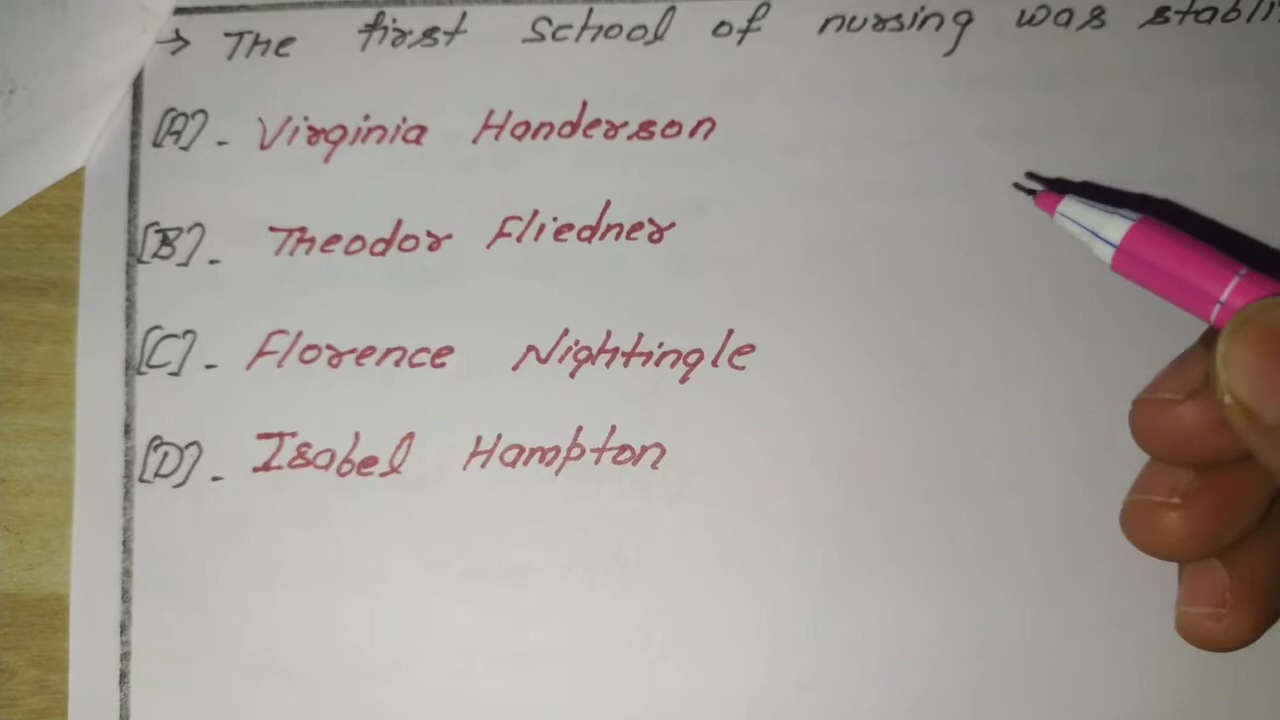 → The first school of nursing was stabli
[A]. Virginia Handerson
[B]. Theodor Fliedner
[C]. Florence Nightingle
[D]. Isabel Hampton